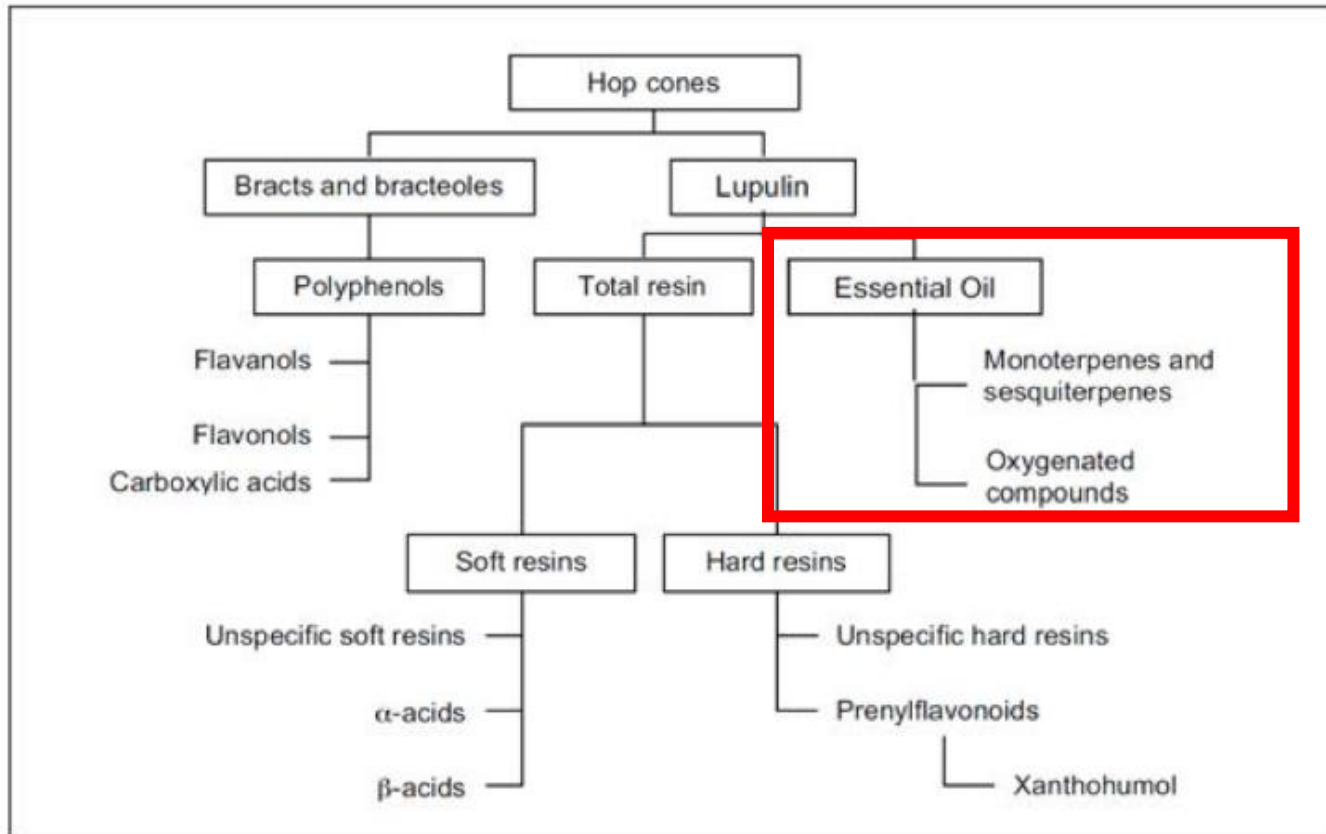 Hop cones
Bracts and bracteoles
Lupulin
Polyphenols
Total resin
Essential Oil
Flavanols
Flavonols
Carboxylic acids
Monoterpenes and
sesquiterpenes
Oxygenated
compounds
Soft resins
Hard resins
Unspecific soft resins
α-acids
β-acids
Unspecific hard resins
Prenylflavonoids
Xanthohumol